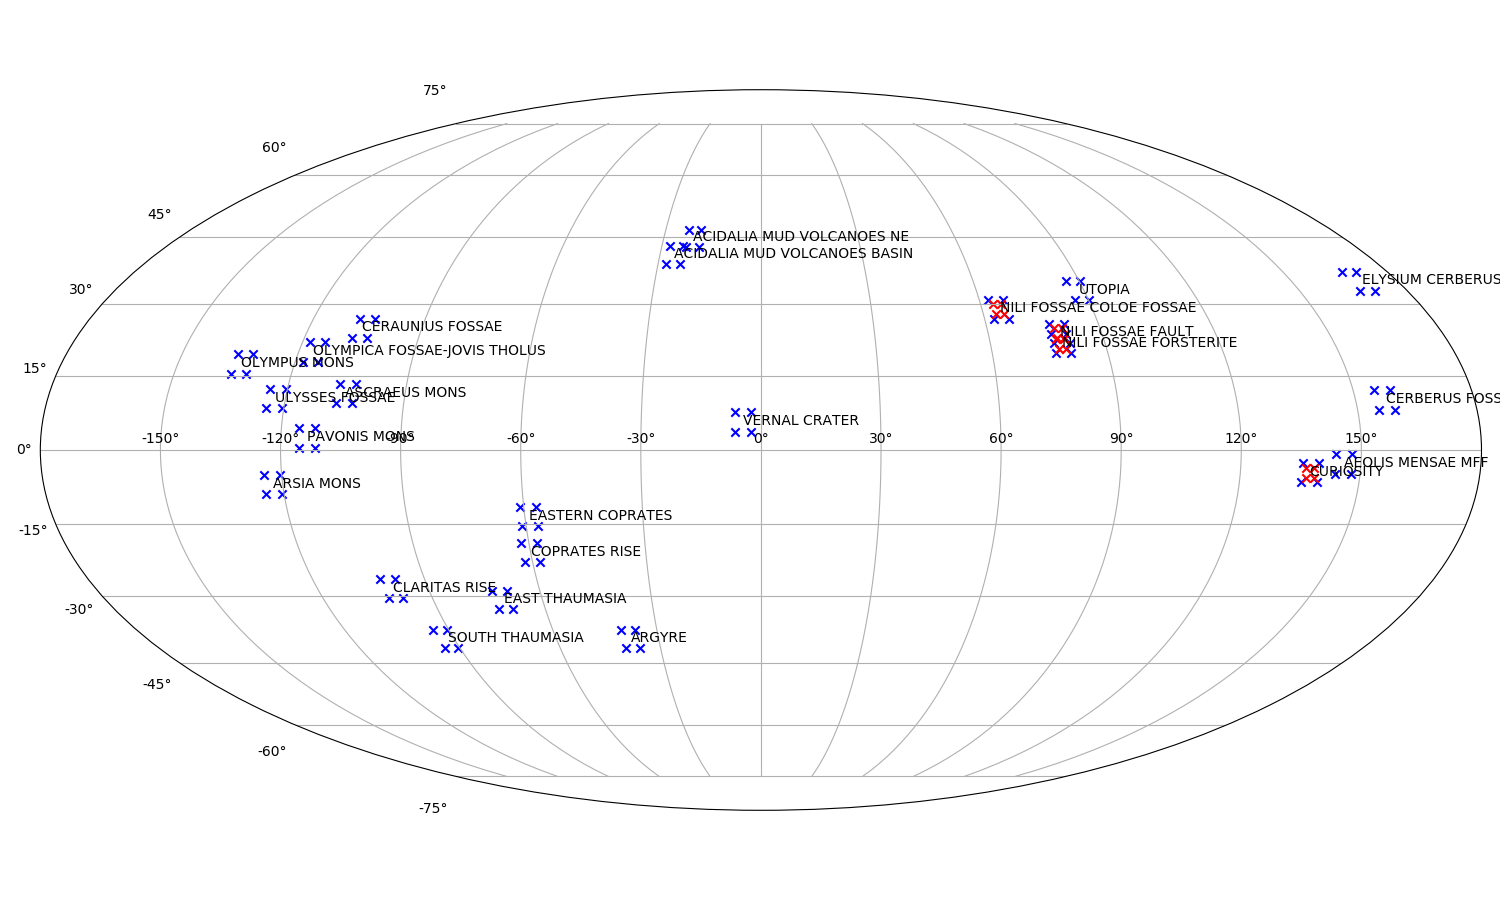 75°
60°
45°
ACIDALIA MUD VOLCANOES NE
ACIDALIA MUD VOLCANOES BASIN
ELYSIUM CERBERUS
30°
UTOPIA
NILI FOSSAE COLOE FOSSAE
CERAUNIUS FOSSAE
NILI FOSSAE FAULT
NILI FOSSAE FORSTERITE
OLYMPICA FOSSAE-JOVIS THOLUS
OLYMPUS MONS
15°
ASCRAEUS MONS
ULYSSES FOSSAE
CERBERUS FOSS
VERNAL CRATER
PAVONIS MONS
-150° -120° -90° -60° -30° 0° 30° 60° 90° 120° 150°
0°
AEOLIS MENSAE MFF
CURIOSITY
ARSIA MONS
EASTERN COPRATES
-15°
COPRATES RISE
CLARITAS RISE
EAST THAUMASIA
-30°
SOUTH THAUMASIA
ARGYRE
-45°
-60°
-75°